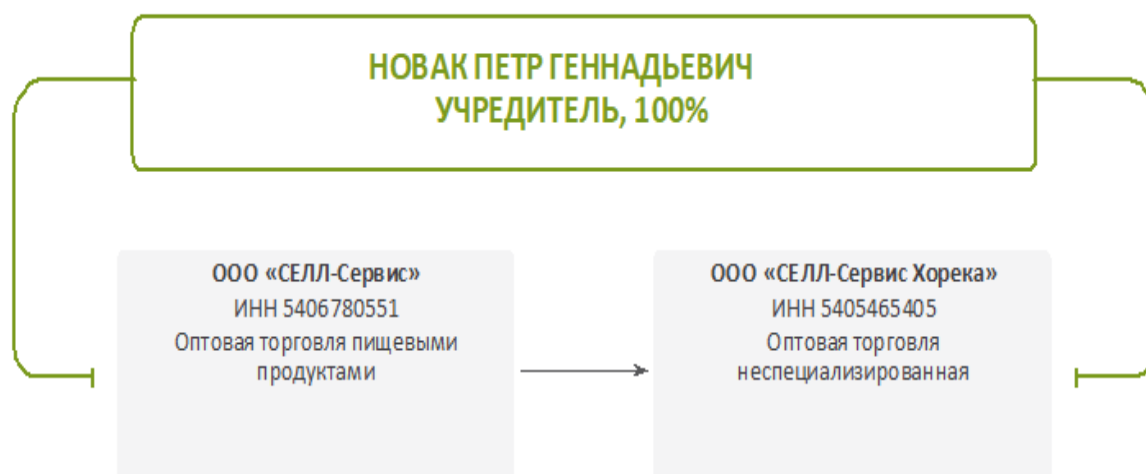 НОВАК ПЕТР ГЕННАДЬЕВИЧ
УЧРЕДИТЕЛЬ, 100%
ООО «СЕЛЛ-Сервис»
ИНН 5406780551
Оптовая торговля пищевыми
продуктами
ООО «СЕЛЛ-Сервис Хорека»
ИНН 5405465405
Оптовая торговля
неспециализированная